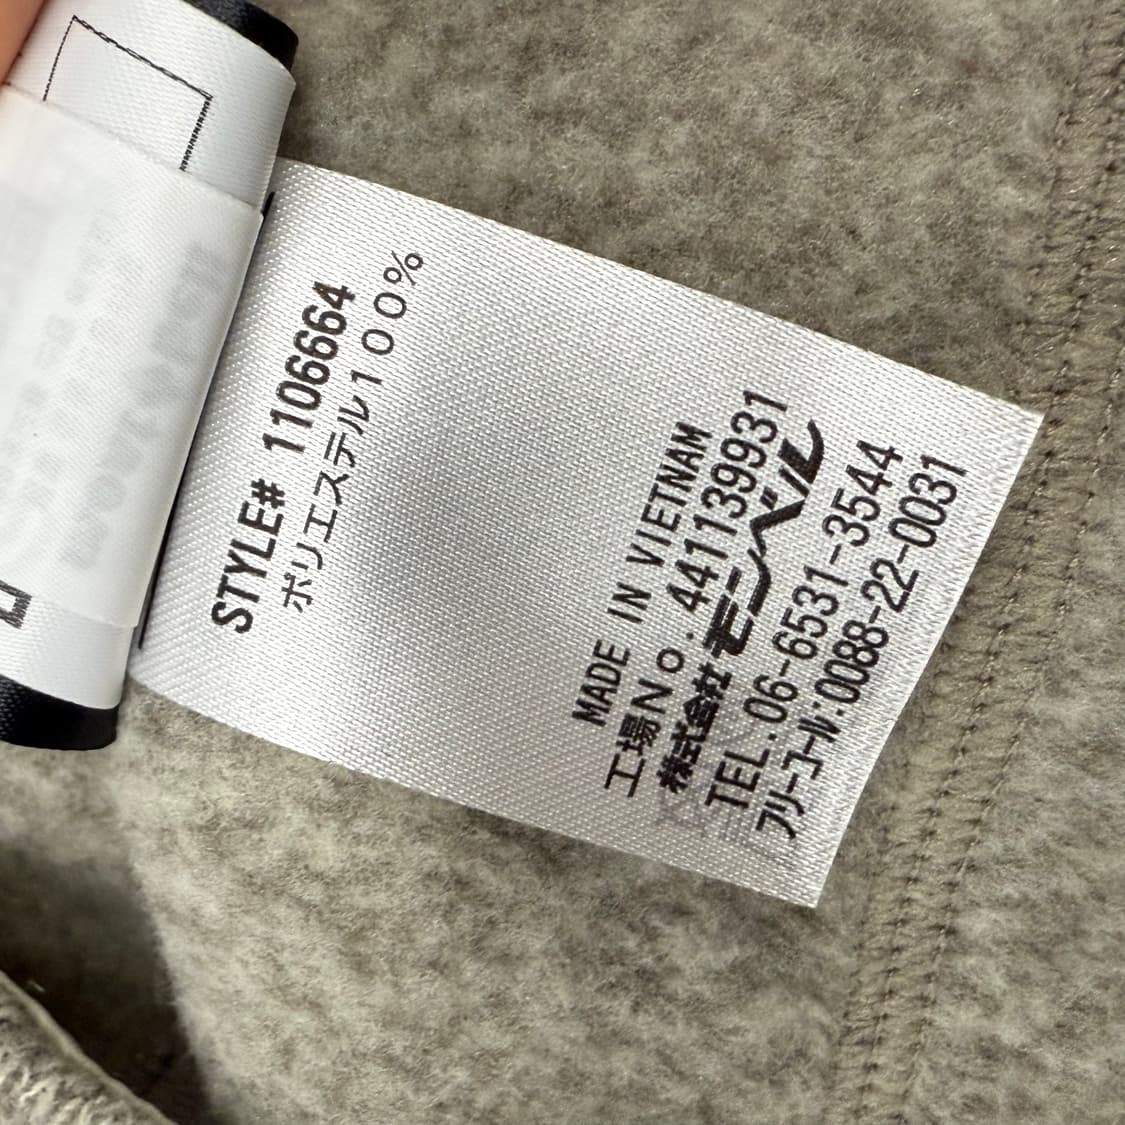 STYLE# 1106664
ポリエステル100%
MADE IN VIETNAM
工場No. 44113993１
株式会社モンベル
TEL.06-6531-3544
フリーコール:0088-22-0031